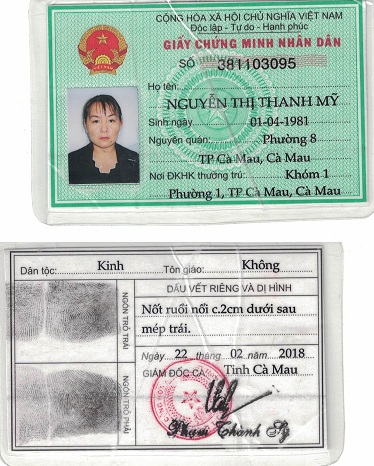 CỘNG HÒA XÃ HỘI CHỦ NGHĨA VIỆT NAM
Độc lập - Tự do - Hạnh phúc
GIẤY CHỨNG MINH NHÂN DÂN
SỐ 381103095
Họ tên:
NGUYỄN THỊ THANH MỸ
Sinh ngày 01-04-1981
Nguyên quán: Phường 8
TP Cà Mau, Cà Mau
Nơi ĐKHK thường trú: Khóm 1
Phường 1, TP Cà Mau, Cà Mau
Dân tộc: Kinh Tôn giáo: Không
NGÓN TRỎ TRÁI
NGÓN TRỎ PHẢI
DẤU VẾT RIÊNG VÀ DỊ HÌNH
Nốt ruồi nổi c.2cm dưới sau
mép trái.
Ngày 22 tháng 02 năm 2018
GIÁM ĐỐC CA Tỉnh Cà Mau
Phạm Thành Sỹ